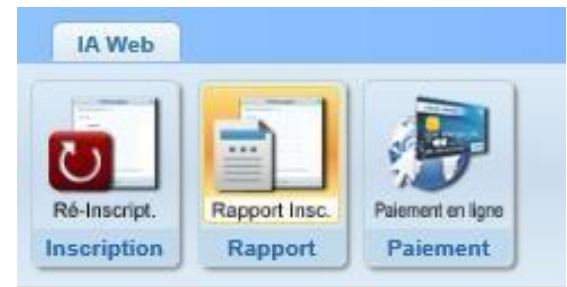 IA Web
Ré-Inscript.
Rapport Insc.
Paiement en ligne
Inscription
Rapport
Paiement